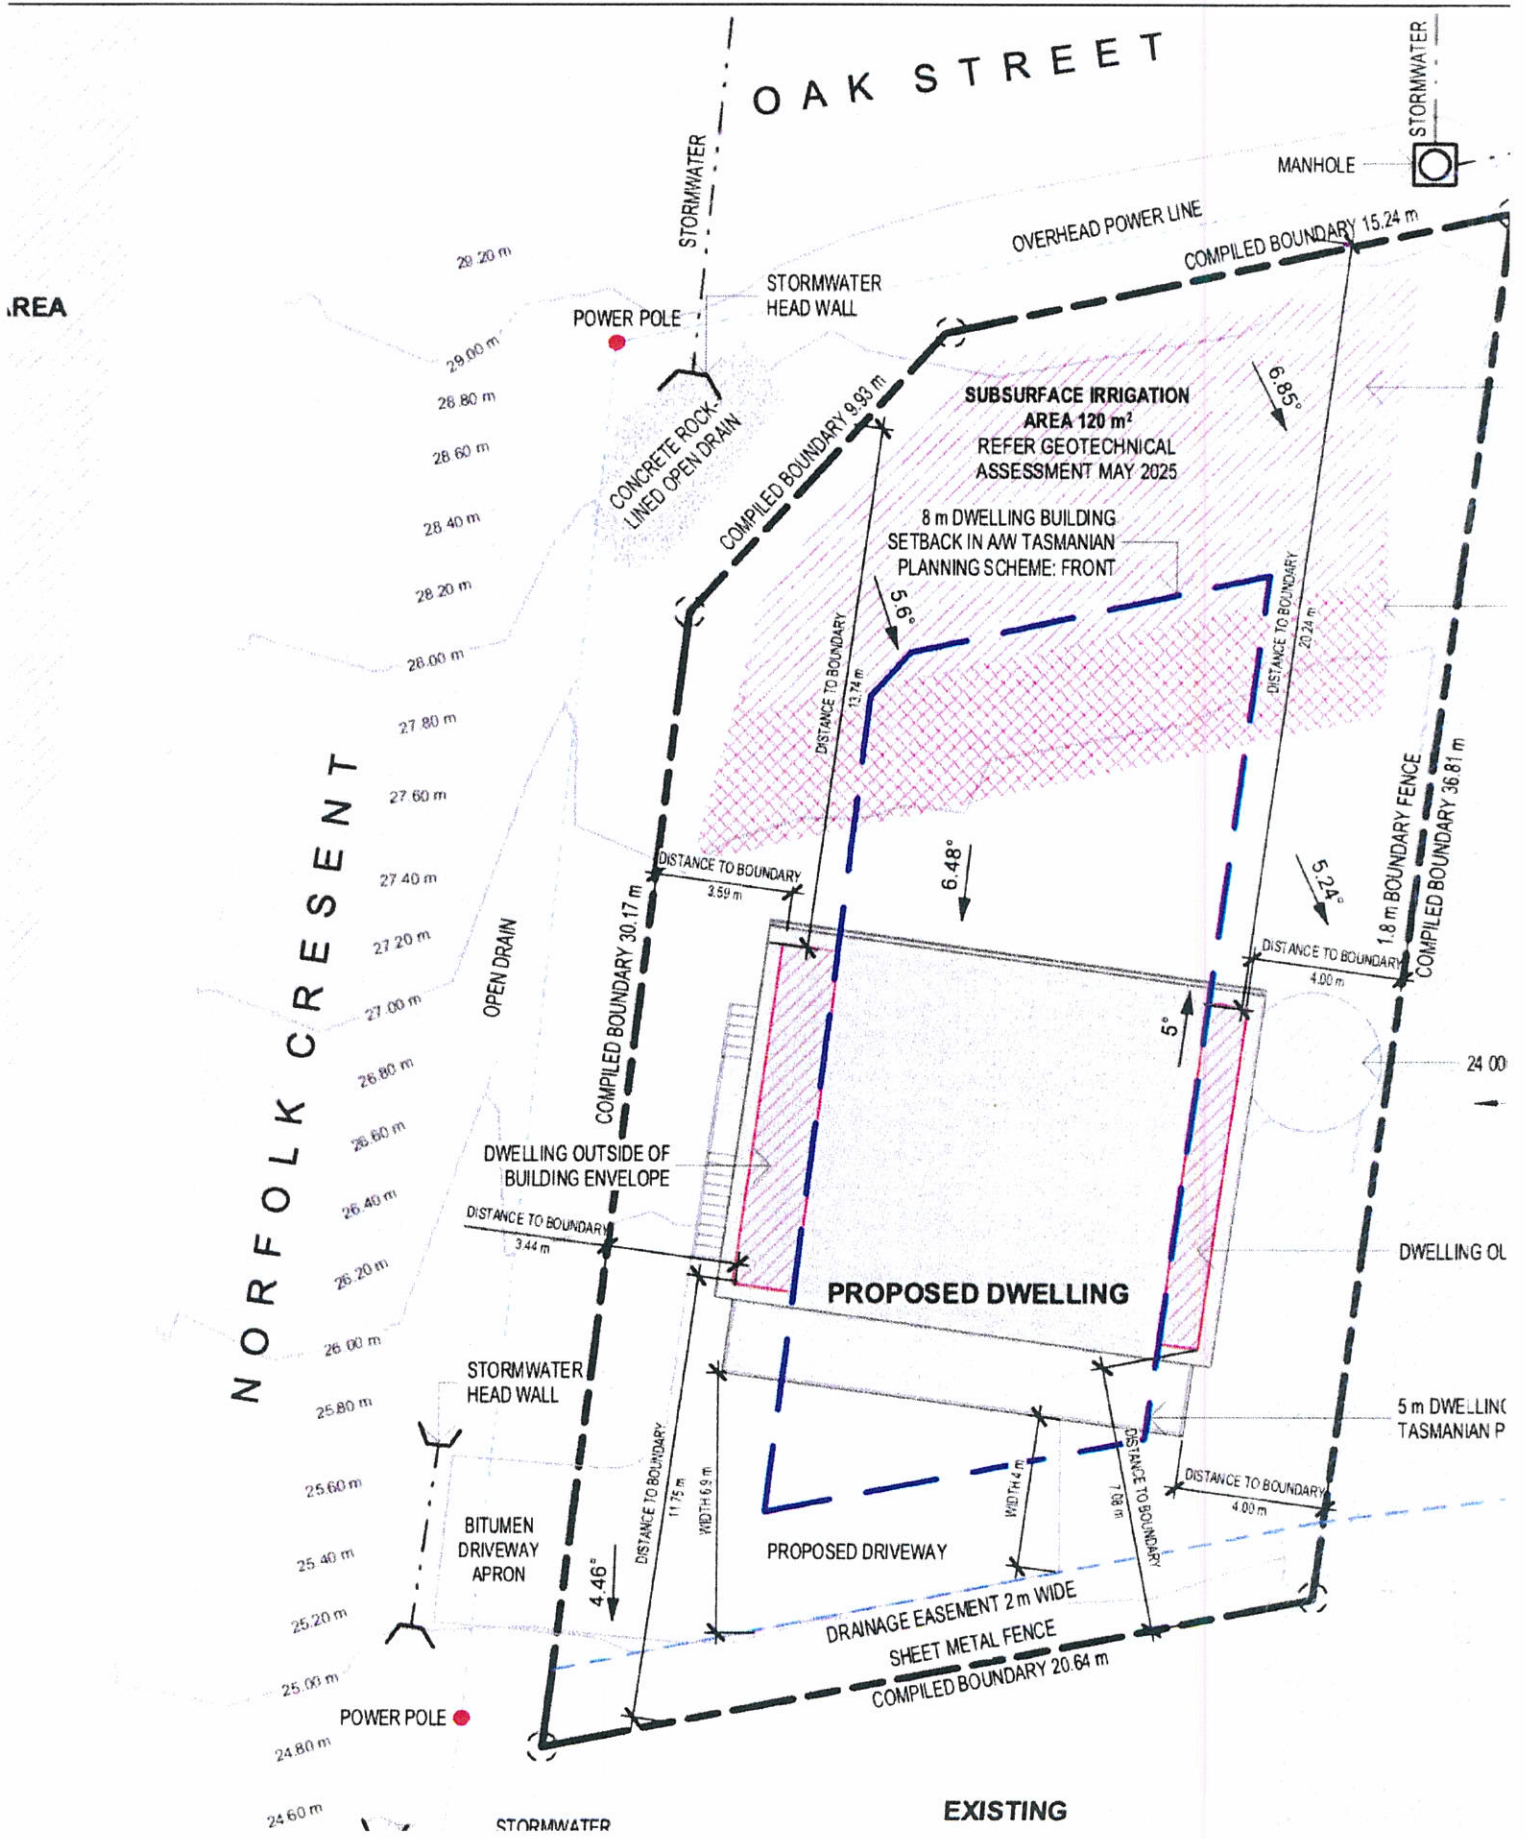 OAK STREET
STORMWATER
STORMWATER
MANHOLE
OVERHEAD POWER LINE
COMPILED BOUNDARY 15.24 m
29.20 m
STORMWATER
HEAD WALL
POWER POLE
29.00 m
28.80 m
28.60 m
28.40 m
28.20 m
28.00 m
27.80 m
27.60 m
27.40 m
27.20 m
27.00 m
26.80 m
26.60 m
26.40 m
26.20 m
26.00 m
25.80 m
25.60 m
25.40 m
25.20 m
25.00 m
24.80 m
24.60 m
CONCRETE ROCK-
LINED OPEN DRAIN
COMPILED BOUNDARY 9.93 m
SUBSURFACE IRRIGATION
AREA 120 m²
REFER GEOTECHNICAL
ASSESSMENT MAY 2025
6.85°
8 m DWELLING BUILDING
SETBACK IN A/W TASMANIAN
PLANNING SCHEME: FRONT
5.6°
DISTANCE TO BOUNDARY
13.74 m
DISTANCE TO BOUNDARY
20.24 m
1.8 m BOUNDARY FENCE
COMPILED BOUNDARY 36.81 m
NORFOLK CRESENT
OPEN DRAIN
DISTANCE TO BOUNDARY
3.59 m
6.48°
5.24°
DISTANCE TO BOUNDARY
4.00 m
COMPILED BOUNDARY 30.17 m
5°
24 00
DWELLING OUTSIDE OF
BUILDING ENVELOPE
DISTANCE TO BOUNDARY
3.44 m
PROPOSED DWELLING
STORMWATER
HEAD WALL
5 m DWELLING
TASMANIAN P
DISTANCE TO BOUNDARY
11.75 m
WIDTH 6.9 m
WIDTH 4 m
DISTANCE TO BOUNDARY
7.08 m
DISTANCE TO BOUNDARY
4.00 m
BITUMEN
DRIVEWAY
APRON
4.46°
PROPOSED DRIVEWAY
DRAINAGE EASEMENT 2 m WIDE
SHEET METAL FENCE
COMPILED BOUNDARY 20.64 m
POWER POLE
EXISTING
STORMWATER